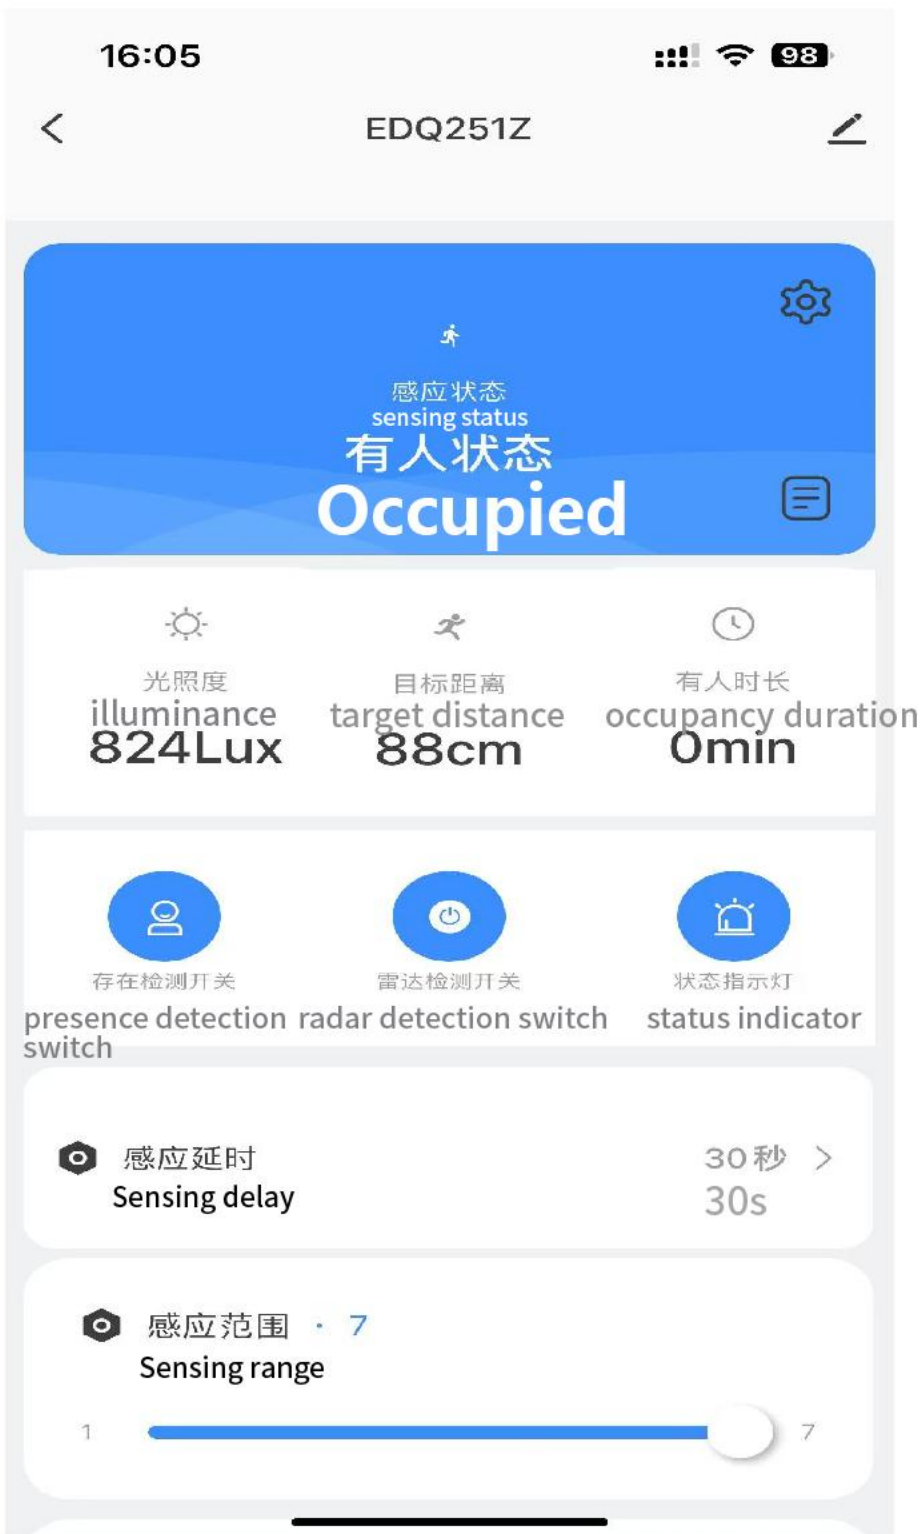 16:05 98
EDQ251Z
感应状态
sensing status
有人状态
Occupied
光照度 目标距离 有人时长
illuminance target distance occupancy duration
824Lux 88cm 0min
存在检测开关 雷达检测开关 状态指示灯
presence detection radar detection switch status indicator
switch
感应延时 30秒
Sensing delay 30s
感应范围 · 7
Sensing range
1 7